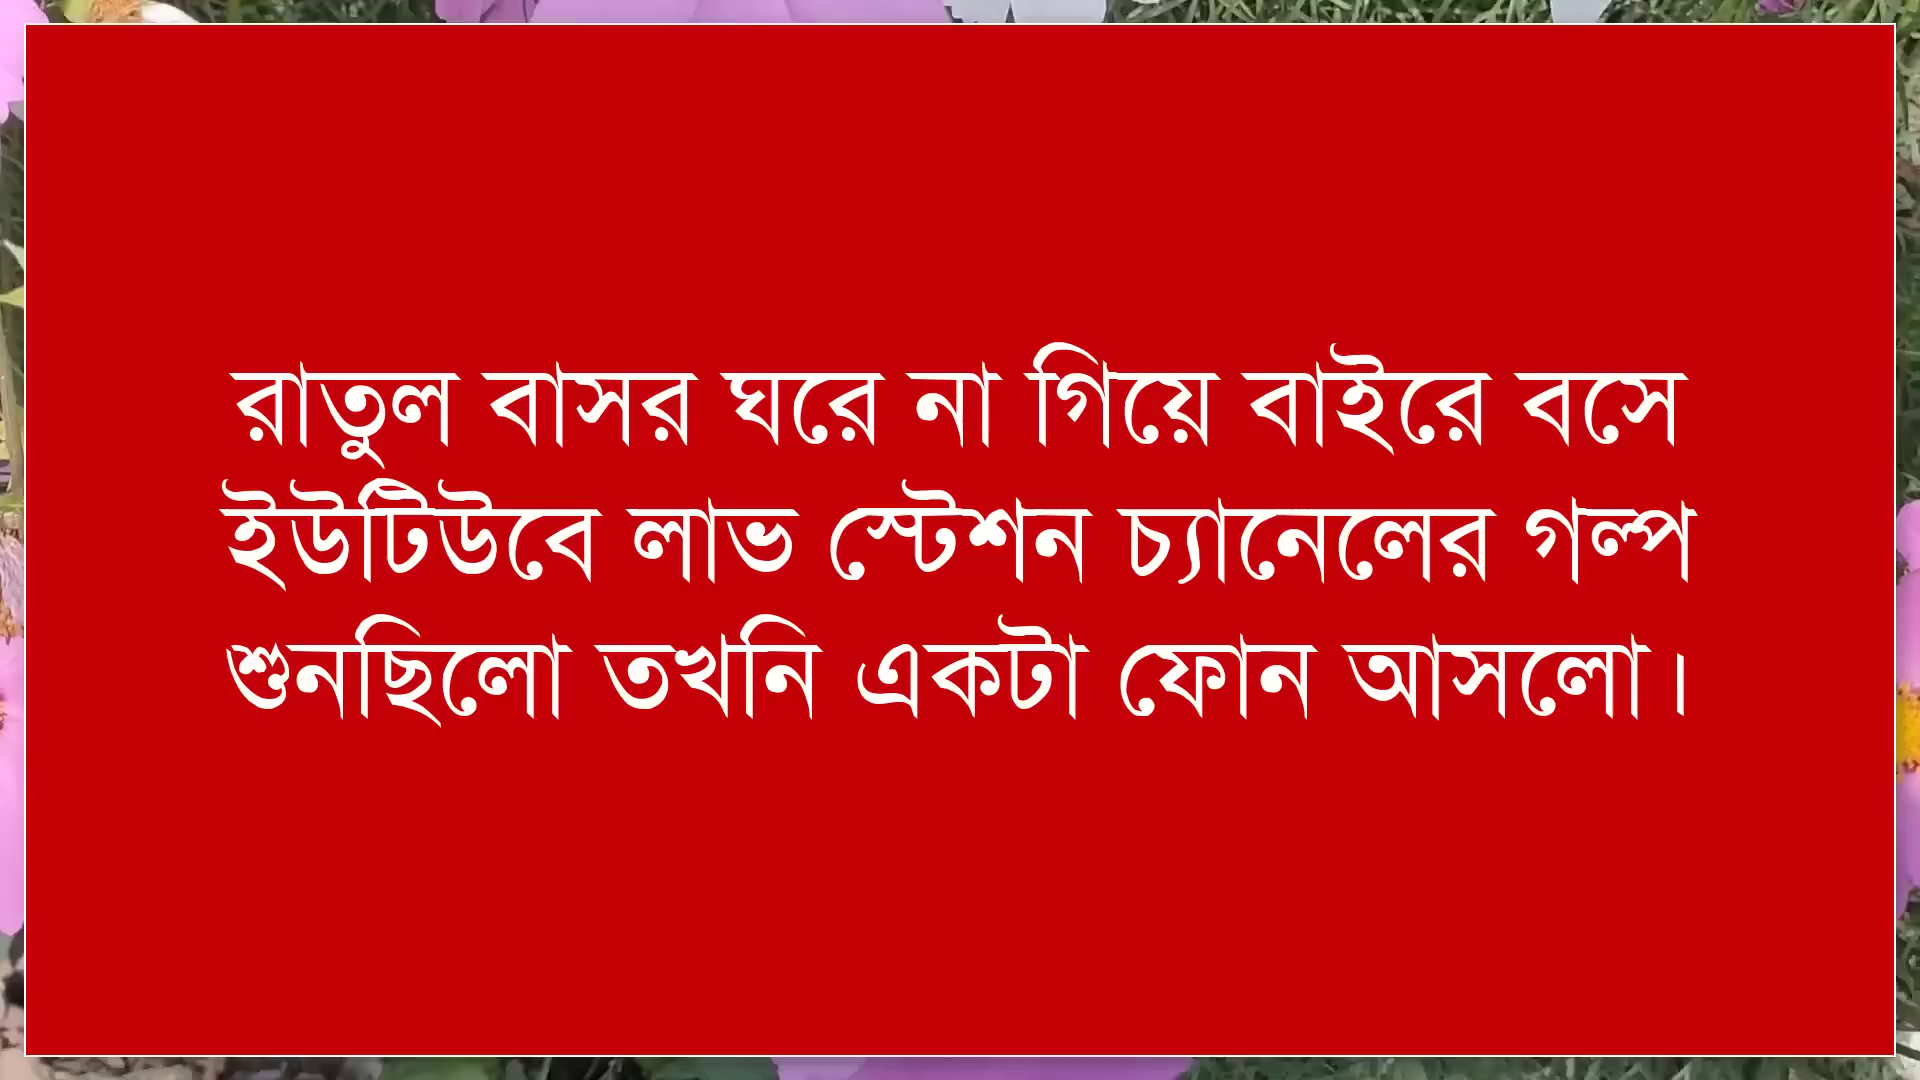 রাতুল বাসর ঘরে না গিয়ে বাইরে বসে
ইউটিউবে লাভ স্টেশন চ্যানেলের গল্প
শুনছিলো তখনি একটা ফোন আসলো।